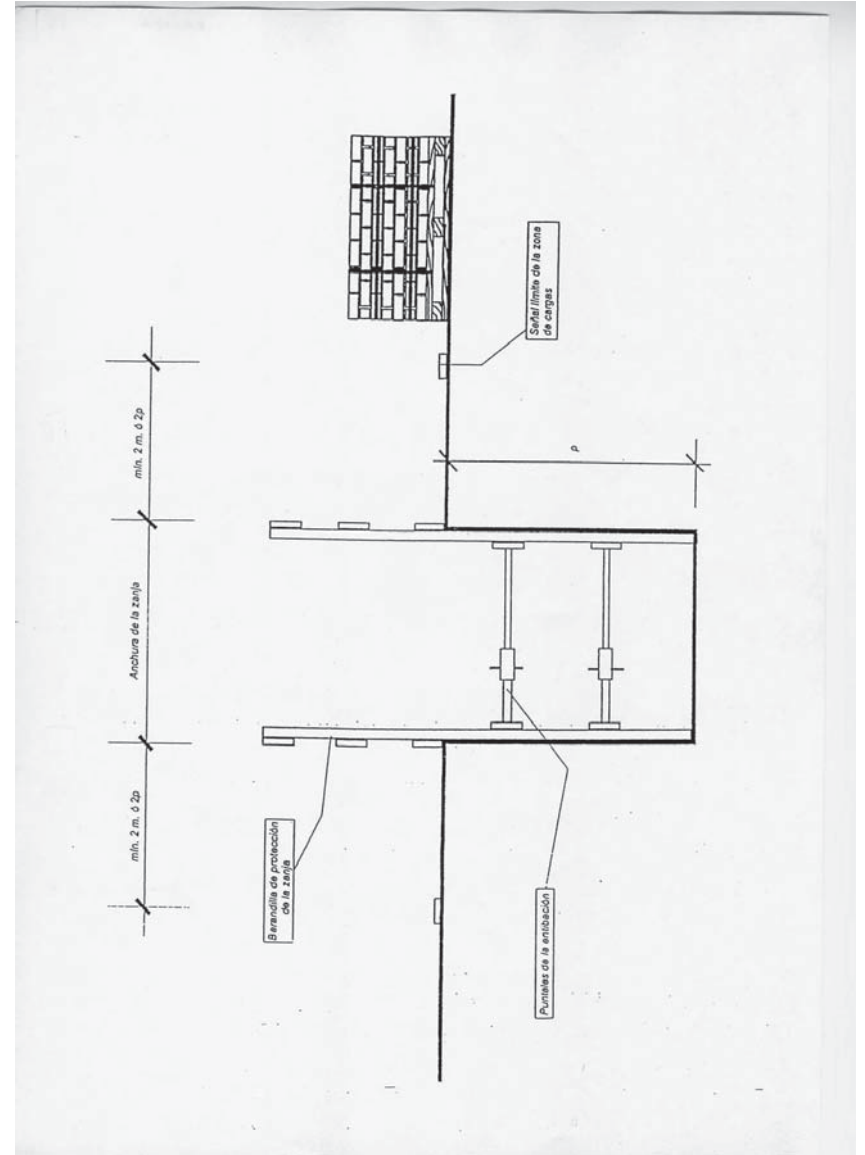 mín. 2 m. ó 2p
Anchura de la zanja
mín. 2 m. ó 2p
Barandilla de protección
de la zanja
Señal límite de la zona
de cargas
Puntales de la entibación
p